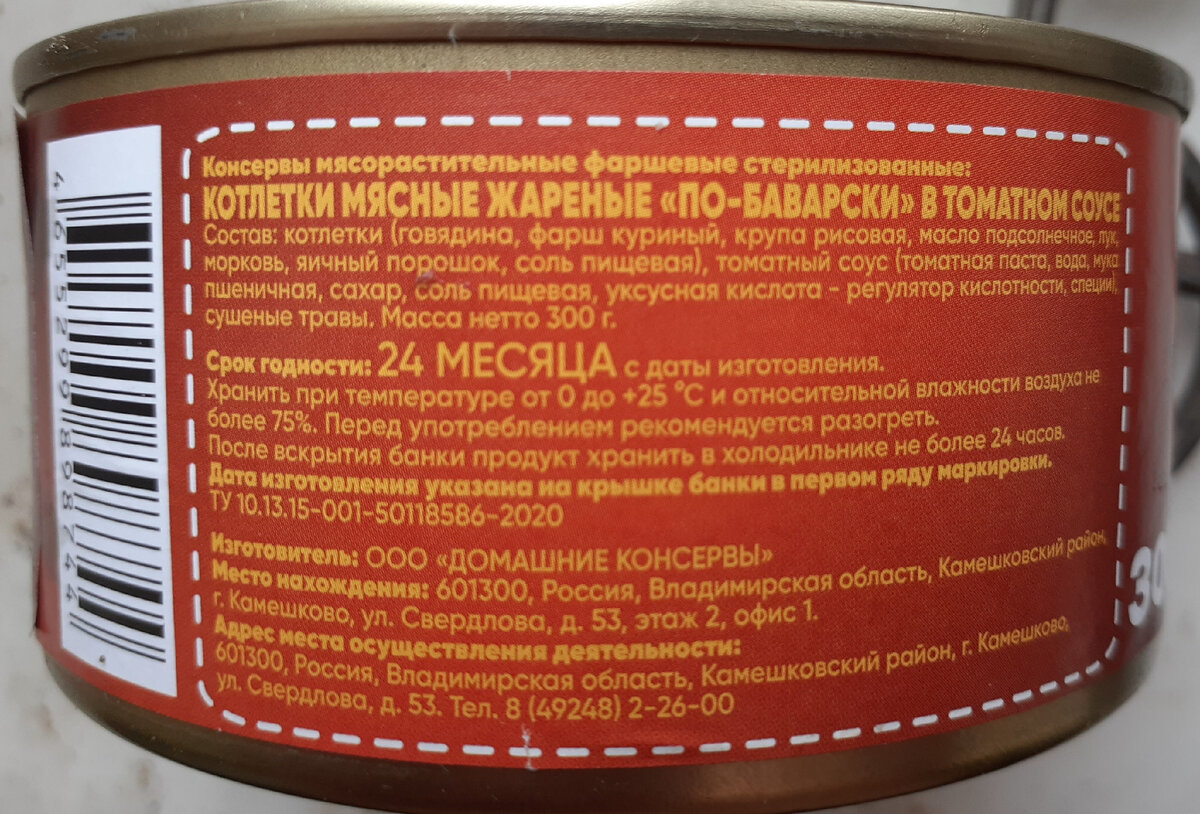 Консервы мясорастительные фаршевые стерилизованные:
КОТЛЕТКИ МЯСНЫЕ ЖАРЕНЫЕ «ПО-БАВАРСКИ» В ТОМАТНОМ СОУСЕ
Состав: котлетки (говядина, фарш куриный, крупа рисовая, масло подсолнечное, лук,
морковь, яичный порошок, соль пищевая), томотный соус (томатная паста, вода, мука
пшеничная, сахар, соль пищевая, уксусная кислота - регулятор кислотности, специи),
сушеные травы. Масса нетто 300 г.
Срок годности: 24 МЕСЯЦА с даты изготовления.
Хранить при температуре от 0 до +25 °С и относительной влажности воздуха не
более 75%. Перед употреблением рекомендуется разогреть.
После вскрытия банки продукт хранить в холодильнике не более 24 часов.
Дата изготовления указана на крышке банки в первом ряду маркировки.
ТУ 10.13.15-001-50118586-2020
Изготовитель: ООО «ДОМАШНИЕ КОНСЕРВЫ»
Место нахождения: 601300, Россия, Владимирская область, Камешковский район,
г. Камешково, ул. Свердлова, д. 53, этаж 2, офис 1.
Адрес места осуществления деятельности:
601300, Россия, Владимирская область, Камешковский район, г. Камешково,
ул. Свердлова, д. 53. Тел. 8 (49248) 2-26-00
4 655299 898744
30